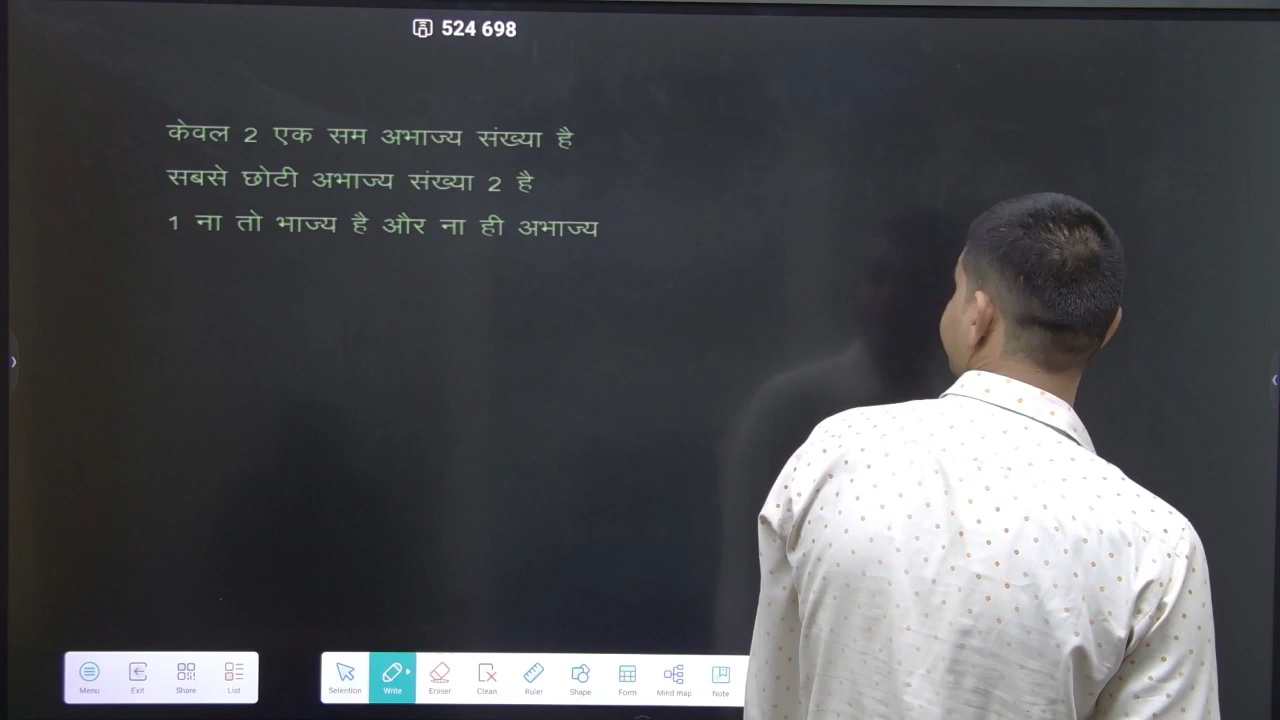 524 698
केवल 2 एक सम अभाज्य संख्या है
सबसे छोटी अभाज्य संख्या 2 है
1 ना तो भाज्य है और ना ही अभाज्य
Menu Exit Share List Selection Write Eraser Clean Ruler Shape Form Mind map Note